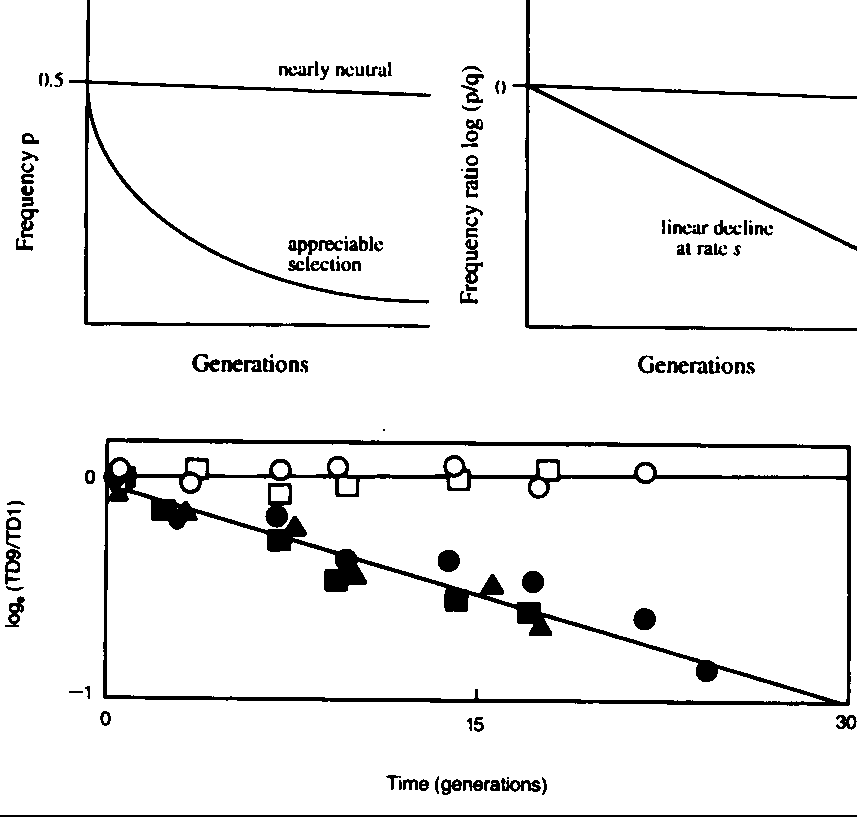 0.5
nearly neutral
Frequency p
appreciable
selection
Generations
Frequency ratio log (p/q)
0
linear decline
at rate s
Generations
logₑ (TD9/TD1)
0
−1
0
15
30
Time (generations)